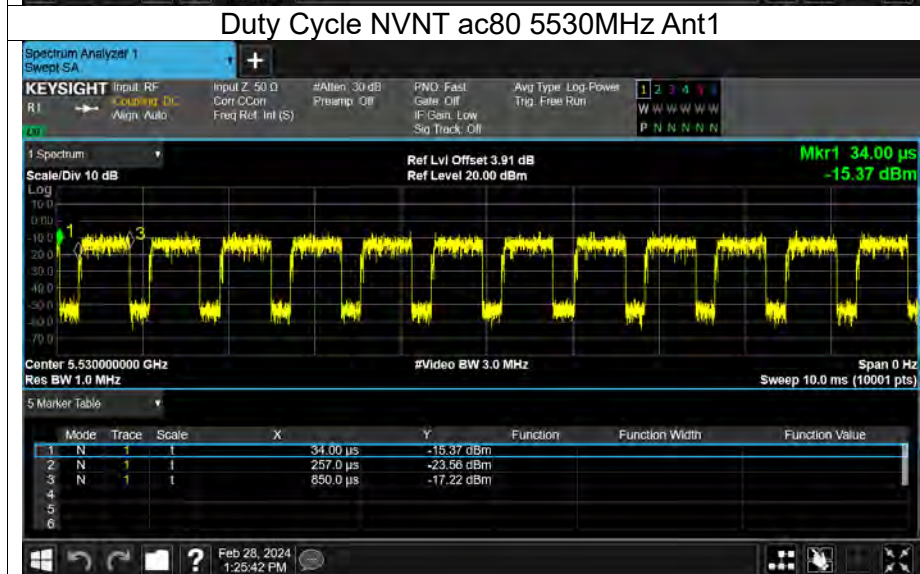 Duty Cycle NVNT ac80 5530MHz Ant1
Spectrum Analyzer 1
Swept SA
+
KEYSIGHT Input: RF Input Z: 50 Ω #Atten: 30 dB PNO: Fast Avg Type: Log-Power 1 2 3 4 5 6
R L Coupling: DC Corr CCorr Preamp: Off Gate: Off Trig: Free Run W W W W W W
Align: Auto Freq Ref: Int (S) IF Gain: Low
Sig Track: Off P N N N N N
1 Spectrum Ref Lvl Offset 3.91 dB Mkr1 34.00 µs
Scale/Div 10 dB Ref Level 20.00 dBm -15.37 dBm
Log
10.0
0.00
-10.0
-20.0
-30.0
-40.0
-50.0
-60.0
-70.0
1
3
Center 5.530000000 GHz #Video BW 3.0 MHz Span 0 Hz
Res BW 1.0 MHz Sweep 10.0 ms (10001 pts)
5 Marker Table
Mode Trace Scale X Y Function Function Width Function Value
1 N 1 t 34.00 µs -15.37 dBm
2 N 1 t 257.0 µs -23.56 dBm
3 N 1 t 850.0 µs -17.22 dBm
4
5
6
? Feb 28, 2024
1:25:42 PM